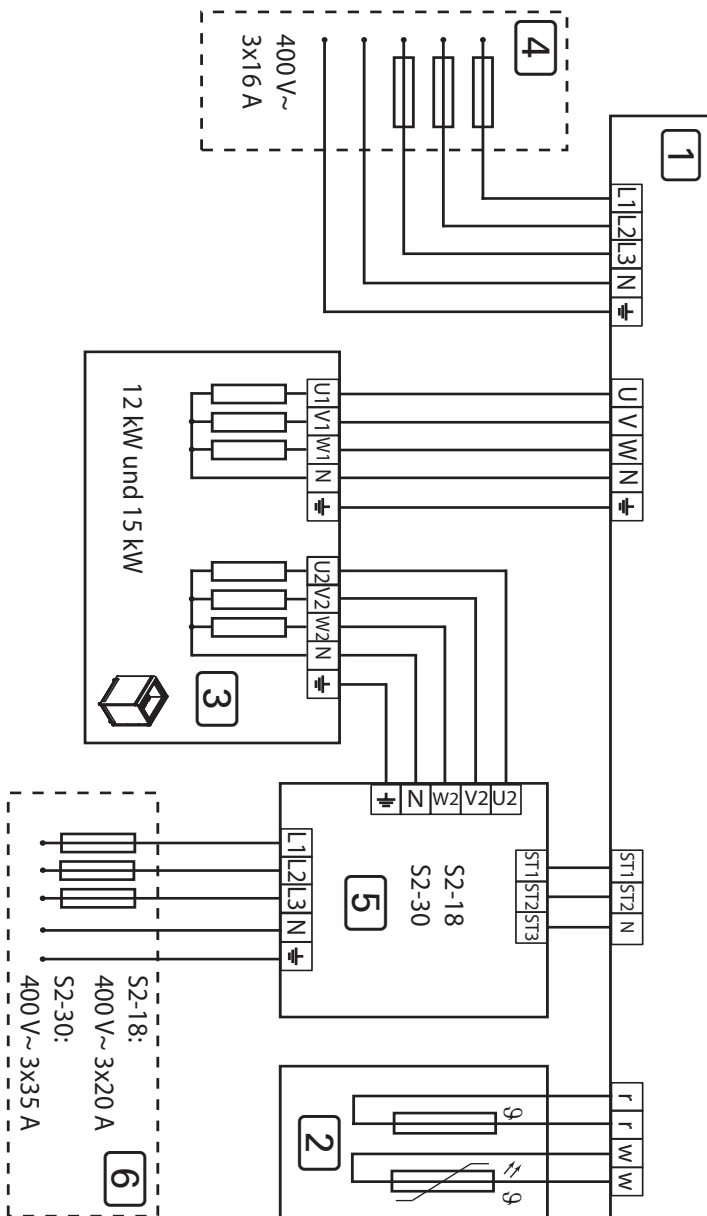 1
L1 L2 L3 N
U V W N
ST1 ST2 N
r r w w
4
400 V~
3x16 A
U1 V1 W1 N
U2 V2 W2 N
12 kW und 15 kW
3
U2
V2
W2
N
ST1 ST2 ST3
S2-18
S2-30
5
L1 L2 L3 N
S2-18:
400 V~ 3x20 A
S2-30:
400 V~ 3x35 A
6
ϑ
ϑ
2